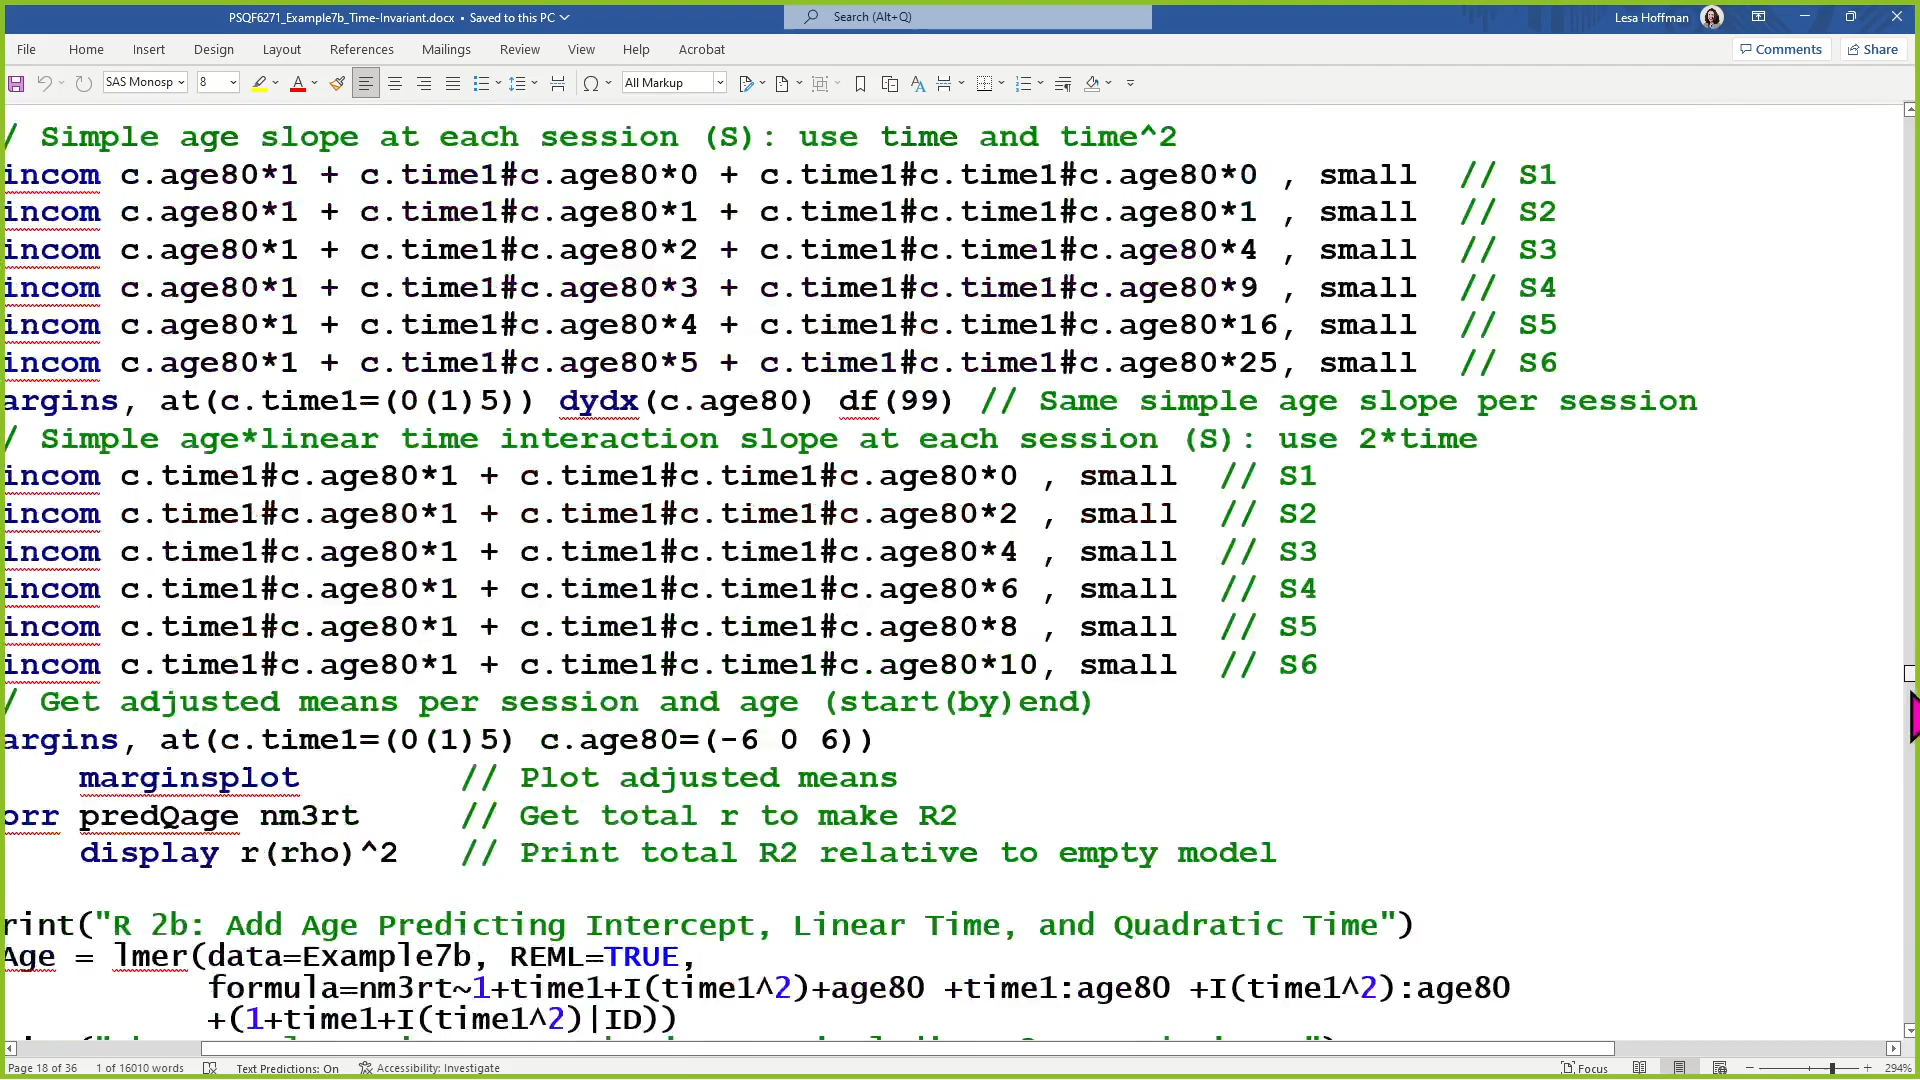 PSQF6271_Example7b_Time-Invariant.docx • Saved to this PC
Search (Alt+Q)
Lesa Hoffman
File Home Insert Design Layout References Mailings Review View Help Acrobat
Comments Share
SAS Monosp 8 All Markup
/ Simple age slope at each session (S): use time and time^2
incom c.age80*1 + c.time1#c.age80*0 + c.time1#c.time1#c.age80*0 , small // S1
incom c.age80*1 + c.time1#c.age80*1 + c.time1#c.time1#c.age80*1 , small // S2
incom c.age80*1 + c.time1#c.age80*2 + c.time1#c.time1#c.age80*4 , small // S3
incom c.age80*1 + c.time1#c.age80*3 + c.time1#c.time1#c.age80*9 , small // S4
incom c.age80*1 + c.time1#c.age80*4 + c.time1#c.time1#c.age80*16, small // S5
incom c.age80*1 + c.time1#c.age80*5 + c.time1#c.time1#c.age80*25, small // S6
argins, at(c.time1=(0(1)5)) dydx(c.age80) df(99) // Same simple age slope per session
/ Simple age*linear time interaction slope at each session (S): use 2*time
incom c.time1#c.age80*1 + c.time1#c.time1#c.age80*0 , small // S1
incom c.time1#c.age80*1 + c.time1#c.time1#c.age80*2 , small // S2
incom c.time1#c.age80*1 + c.time1#c.time1#c.age80*4 , small // S3
incom c.time1#c.age80*1 + c.time1#c.time1#c.age80*6 , small // S4
incom c.time1#c.age80*1 + c.time1#c.time1#c.age80*8 , small // S5
incom c.time1#c.age80*1 + c.time1#c.time1#c.age80*10, small // S6
/ Get adjusted means per session and age (start(by)end)
argins, at(c.time1=(0(1)5) c.age80=(-6 0 6))
marginsplot // Plot adjusted means
orr predQage nm3rt // Get total r to make R2
display r(rho)^2 // Print total R2 relative to empty model
rint("R 2b: Add Age Predicting Intercept, Linear Time, and Quadratic Time")
Age = lmer(data=Example7b, REML=TRUE,
formula=nm3rt~1+time1+I(time1^2)+age80 +time1:age80 +I(time1^2):age80
+(1+time1+I(time1^2)|ID))
Page 18 of 36 1 of 16010 words Text Predictions: On Accessibility: Investigate
Focus 294%